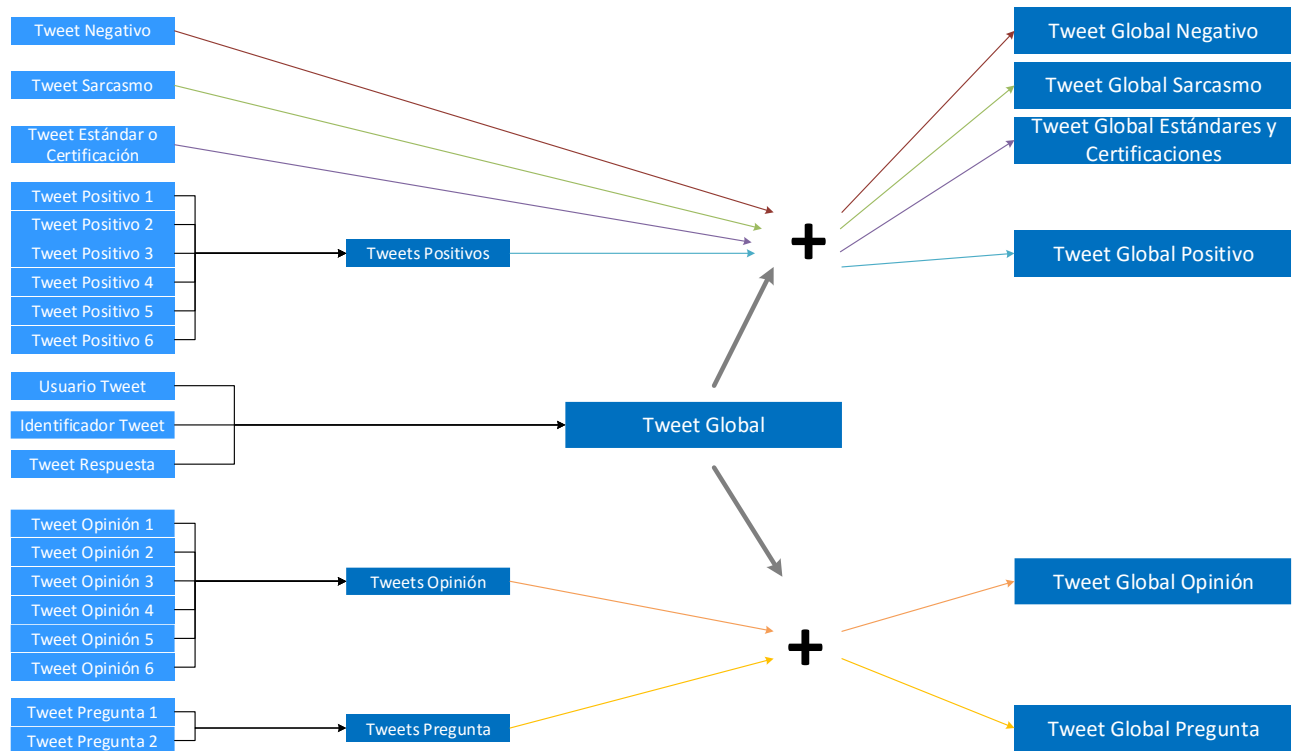 Tweet Negativo
Tweet Sarcasmo
Tweet Estándar o
Certificación
Tweet Positivo 1
Tweet Positivo 2
Tweet Positivo 3
Tweet Positivo 4
Tweet Positivo 5
Tweet Positivo 6
Usuario Tweet
Identificador Tweet
Tweet Respuesta
Tweet Opinión 1
Tweet Opinión 2
Tweet Opinión 3
Tweet Opinión 4
Tweet Opinión 5
Tweet Opinión 6
Tweet Pregunta 1
Tweet Pregunta 2
Tweets Positivos
Tweets Opinión
Tweets Pregunta
Tweet Global
+
+
Tweet Global Negativo
Tweet Global Sarcasmo
Tweet Global Estándares y
Certificaciones
Tweet Global Positivo
Tweet Global Opinión
Tweet Global Pregunta